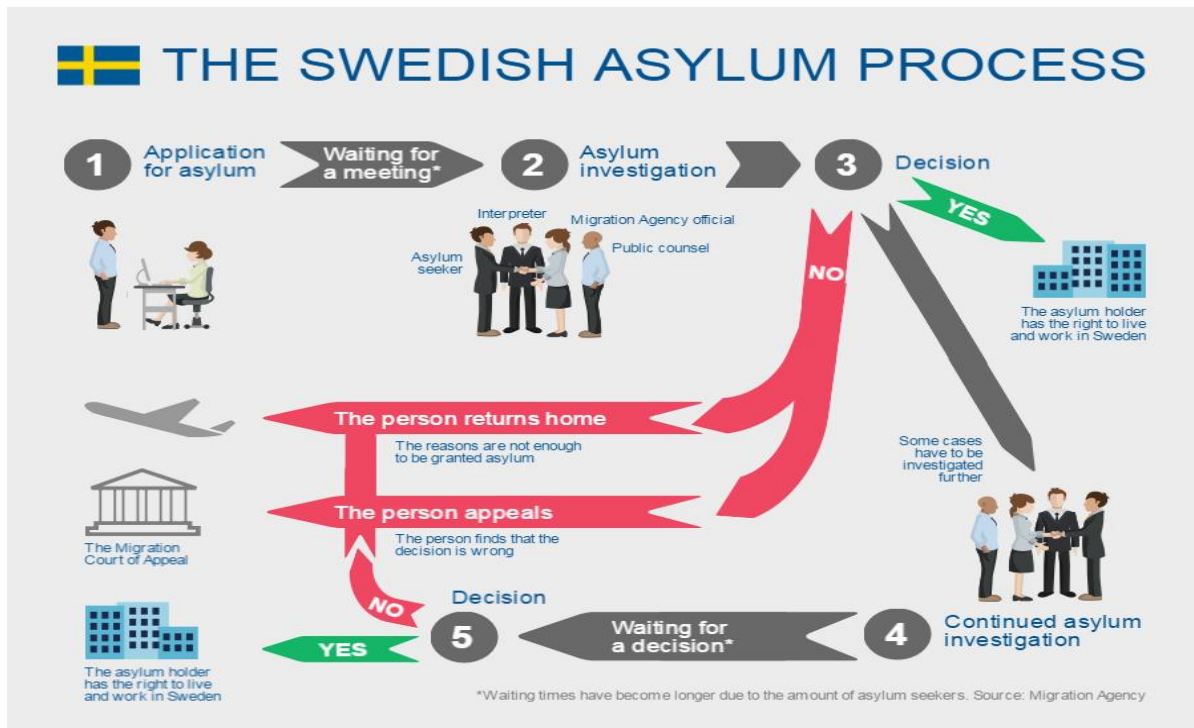 THE SWEDISH ASYLUM PROCESS
1
Application
for asylum
Waiting for
a meeting*
2
Asylum
investigation
3
Decision
YES
Interpreter
Migration Agency official
Asylum
seeker
Public counsel
NO
The asylum holder
has the right to live
and work in Sweden
The person returns home
The reasons are not enough
to be granted asylum
Some cases
have to be
investigated
further
The person appeals
The person finds that the
decision is wrong
The Migration
Court of Appeal
NO
Decision
5
YES
Waiting for
a decision*
4
Continued asylum
investigation
The asylum holder
has the right to live
and work in Sweden
*Waiting times have become longer due to the amount of asylum seekers. Source: Migration Agency